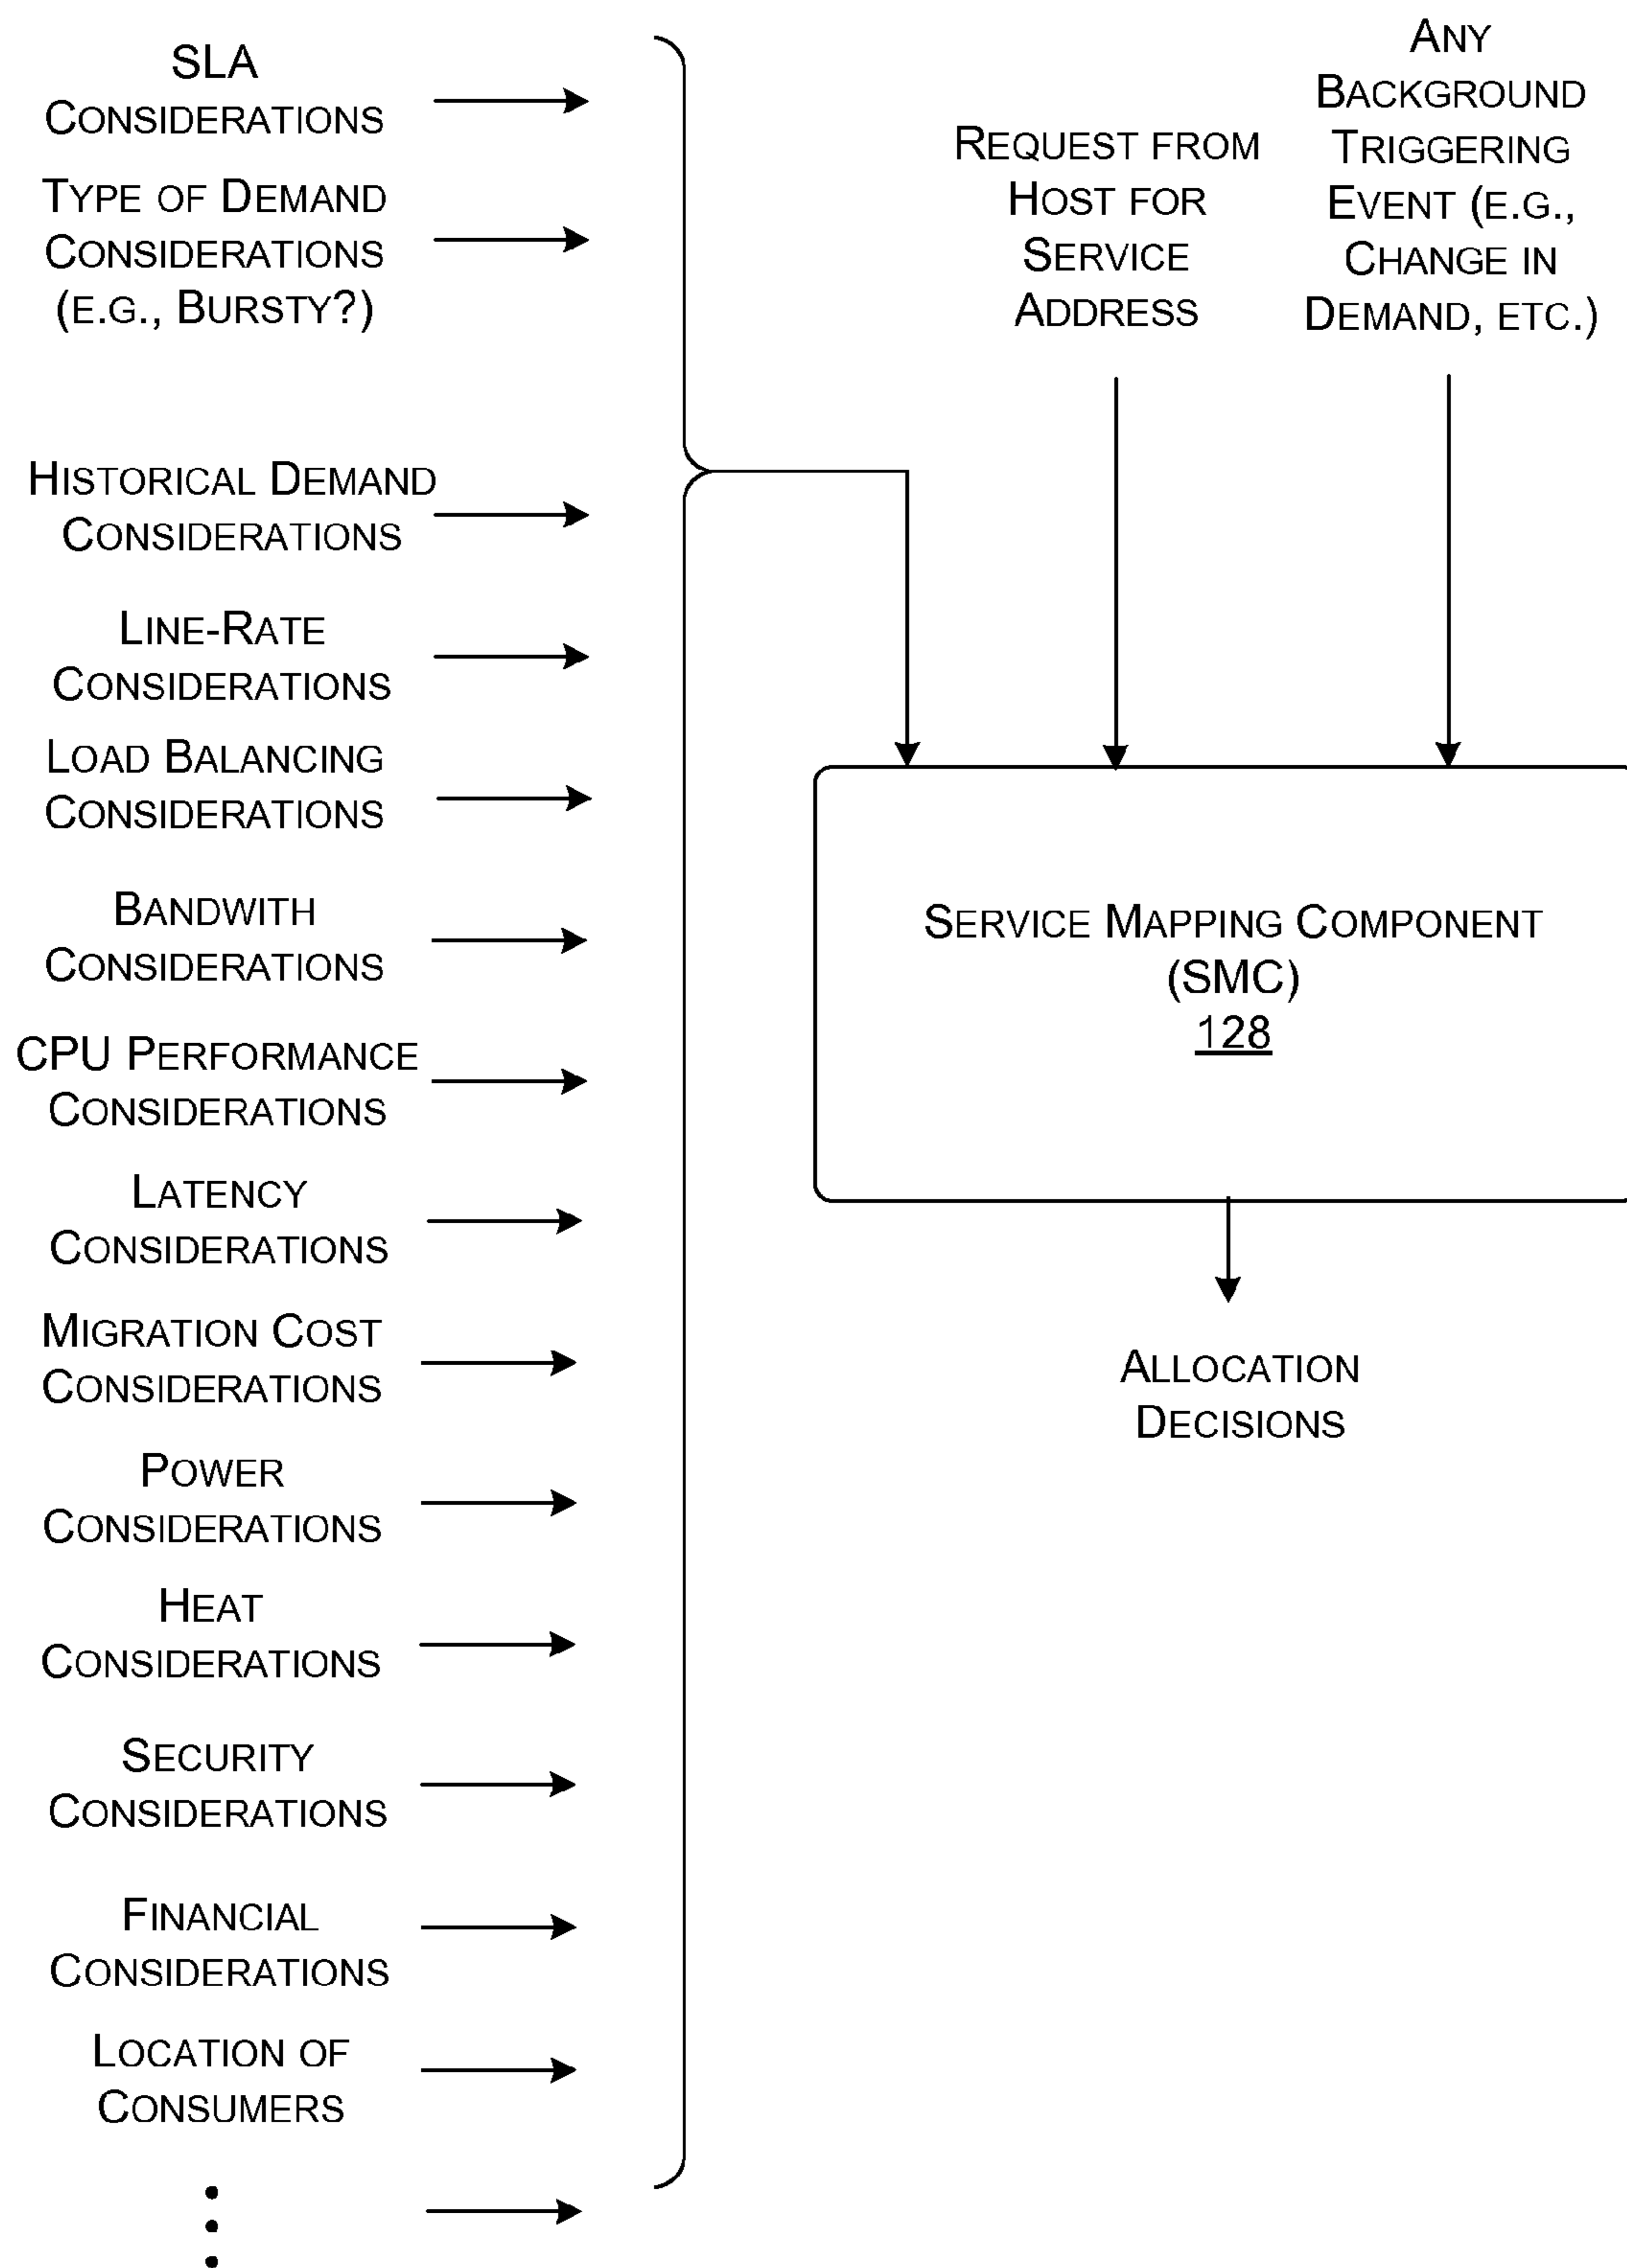 SLA
CONSIDERATIONS
TYPE OF DEMAND
CONSIDERATIONS
(E.G., BURSTY?)
HISTORICAL DEMAND
CONSIDERATIONS
LINE-RATE
CONSIDERATIONS
LOAD BALANCING
CONSIDERATIONS
BANDWITH
CONSIDERATIONS
CPU PERFORMANCE
CONSIDERATIONS
LATENCY
CONSIDERATIONS
MIGRATION COST
CONSIDERATIONS
POWER
CONSIDERATIONS
HEAT
CONSIDERATIONS
SECURITY
CONSIDERATIONS
FINANCIAL
CONSIDERATIONS
LOCATION OF
CONSUMERS
REQUEST FROM
HOST FOR
SERVICE
ADDRESS
ANY
BACKGROUND
TRIGGERING
EVENT (E.G.,
CHANGE IN
DEMAND, ETC.)
SERVICE MAPPING COMPONENT
(SMC)
128
ALLOCATION
DECISIONS